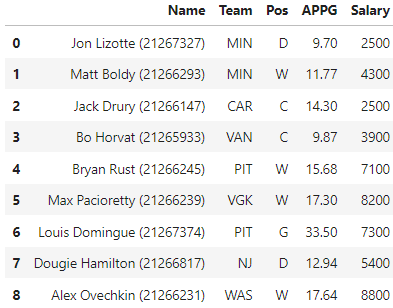 Name Team Pos APPG Salary
0 Jon Lizotte (21267327) MIN D 9.70 2500
1 Matt Boldy (21266293) MIN W 11.77 4300
2 Jack Drury (21266147) CAR C 14.30 2500
3 Bo Horvat (21265933) VAN C 9.87 3900
4 Bryan Rust (21266245) PIT W 15.68 7100
5 Max Pacioretty (21266239) VGK W 17.30 8200
6 Louis Domingue (21267374) PIT G 33.50 7300
7 Dougie Hamilton (21266817) NJ D 12.94 5400
8 Alex Ovechkin (21266231) WAS W 17.64 8800